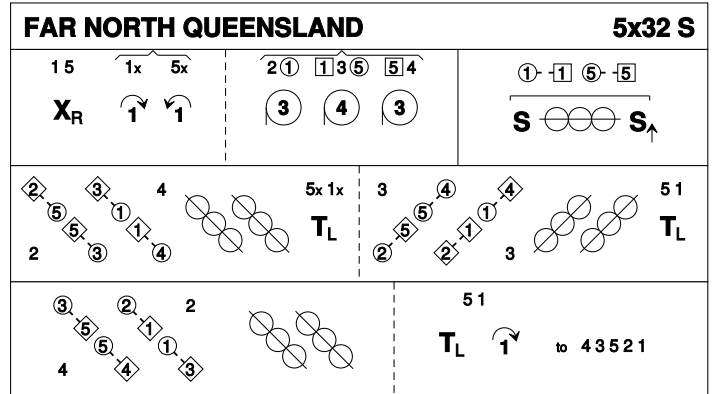 FAR NORTH QUEENSLAND 5x32 S
1 5 1x 5x
X R 1 1
2 1 1 3 5 5 4
3 4 3
1 1 5 5
S S
2 3 4 5x 1x
5 1
5 1 T L
2 3 4
3 4 4 5 1
5 1
5 1 T L
2 2 3
3 2 2
5 1
5 1
4 4 3
5 1
T L 1 to 4 3 5 2 1